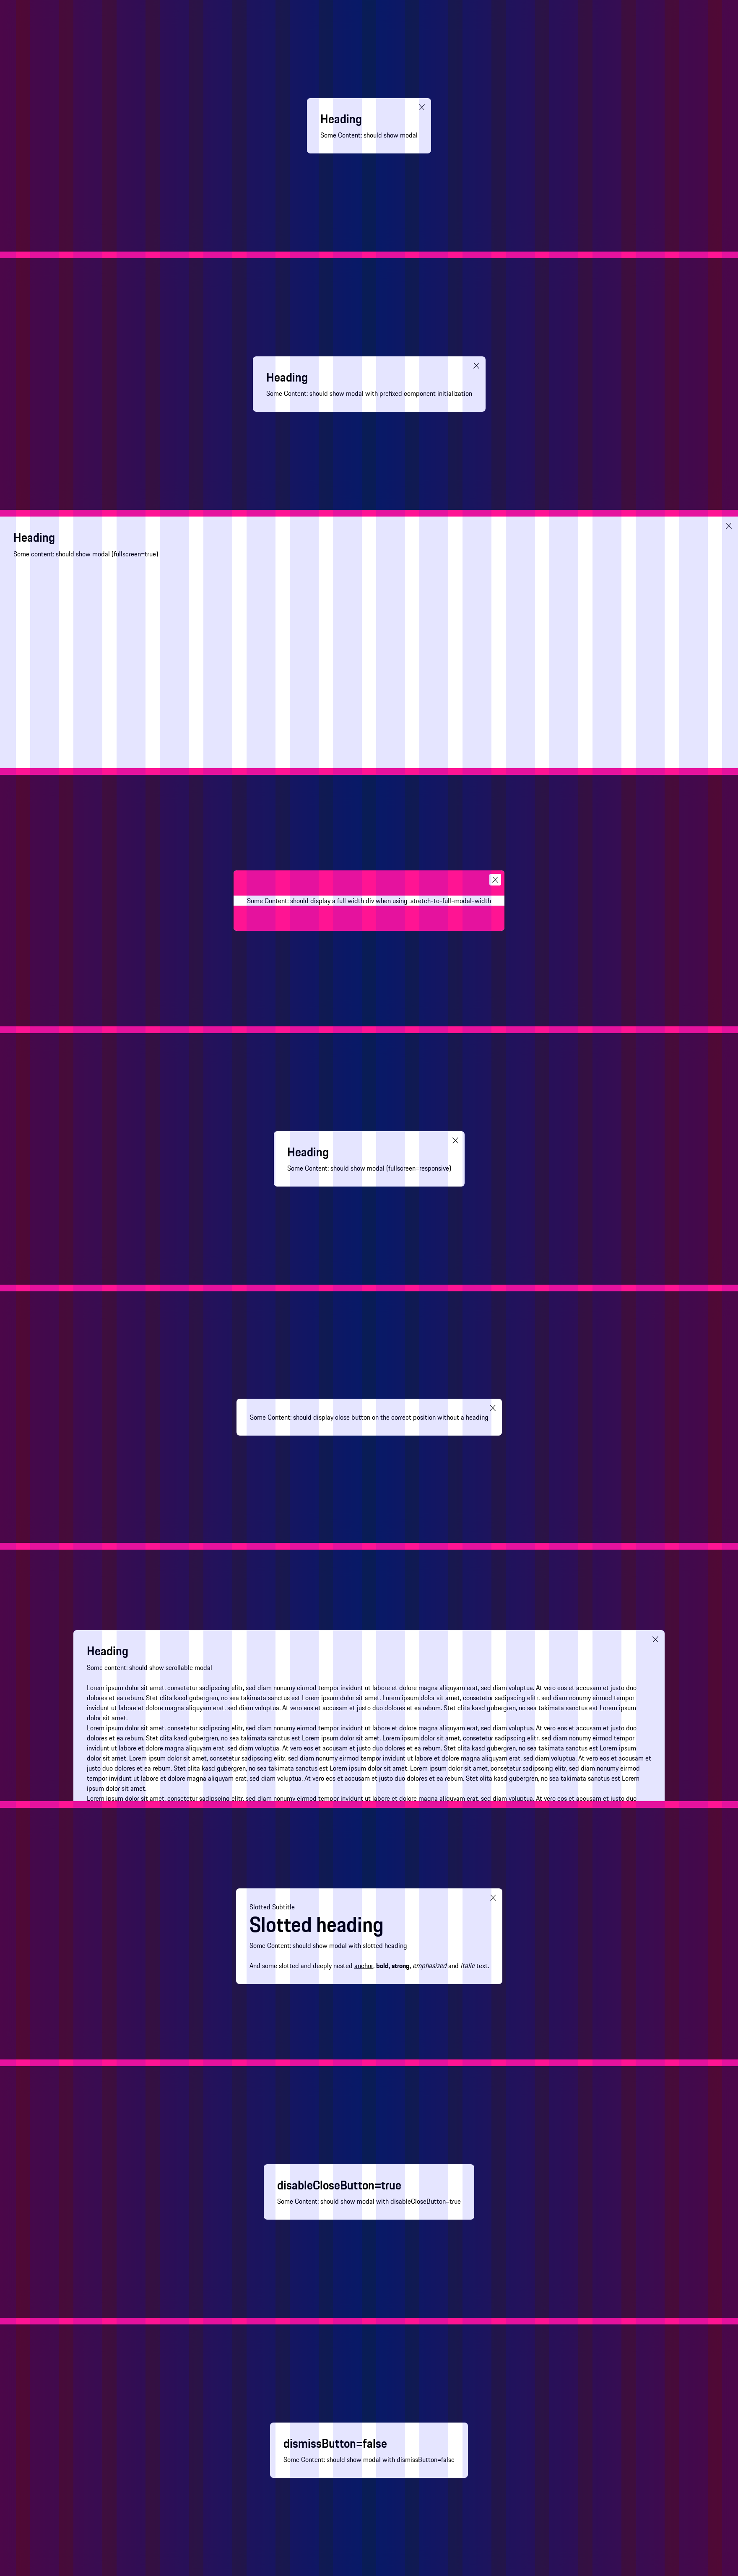 Heading
Some Content: should show modal
Heading
Some Content: should show modal with prefixed component initialization
Heading
Some content: should show modal (fullscreen=true)
Some Content: should display a full width div when using .stretch-to-full-modal-width
Heading
Some Content: should show modal (fullscreen=responsive)
Some Content: should display close button on the correct position without a heading
Heading
Some content: should show scrollable modal
Lorem ipsum dolor sit amet, consetetur sadipscing elitr, sed diam nonumy eirmod tempor invidunt ut labore et dolore magna aliquyam erat, sed diam voluptua. At vero eos et accusam et justo duo
dolores et ea rebum. Stet clita kasd gubergren, no sea takimata sanctus est Lorem ipsum dolor sit amet. Lorem ipsum dolor sit amet, consetetur sadipscing elitr, sed diam nonumy eirmod tempor
invidunt ut labore et dolore magna aliquyam erat, sed diam voluptua. At vero eos et accusam et justo duo dolores et ea rebum. Stet clita kasd gubergren, no sea takimata sanctus est Lorem ipsum
dolor sit amet.
Lorem ipsum dolor sit amet, consetetur sadipscing elitr, sed diam nonumy eirmod tempor invidunt ut labore et dolore magna aliquyam erat, sed diam voluptua. At vero eos et accusam et justo duo
dolores et ea rebum. Stet clita kasd gubergren, no sea takimata sanctus est Lorem ipsum dolor sit amet. Lorem ipsum dolor sit amet, consetetur sadipscing elitr, sed diam nonumy eirmod tempor
invidunt ut labore et dolore magna aliquyam erat, sed diam voluptua. At vero eos et accusam et justo duo dolores et ea rebum. Stet clita kasd gubergren, no sea takimata sanctus est Lorem ipsum
dolor sit amet. Lorem ipsum dolor sit amet, consetetur sadipscing elitr, sed diam nonumy eirmod tempor invidunt ut labore et dolore magna aliquyam erat, sed diam voluptua. At vero eos et accusam et
justo duo dolores et ea rebum. Stet clita kasd gubergren, no sea takimata sanctus est Lorem ipsum dolor sit amet. Lorem ipsum dolor sit amet, consetetur sadipscing elitr, sed diam nonumy eirmod
tempor invidunt ut labore et dolore magna aliquyam erat, sed diam voluptua. At vero eos et accusam et justo duo dolores et ea rebum. Stet clita kasd gubergren, no sea takimata sanctus est Lorem
ipsum dolor sit amet.
Lorem ipsum dolor sit amet, consetetur sadipscing elitr, sed diam nonumy eirmod tempor invidunt ut labore et dolore magna aliquyam erat, sed diam voluptua. At vero eos et accusam et justo duo
Slotted Subtitle
Slotted heading
Some Content: should show modal with slotted heading
And some slotted and deeply nested anchor, bold, strong, emphasized and italic text.
disableCloseButton=true
Some Content: should show modal with disableCloseButton=true
dismissButton=false
Some Content: should show modal with dismissButton=false